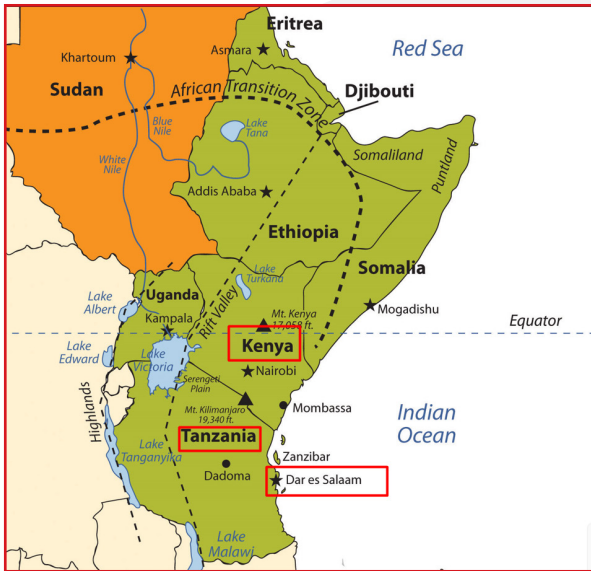 Eritrea
Khartoum
Asmara
Red Sea
Sudan
African Transition Zone
Djibouti
Blue
Nile
Lake
Tana
Somaliland
White
Nile
Puntland
Addis Ababa
Ethiopia
Somalia
Lake
Turkana
Uganda
Rift Valley
Lake
Albert
Mt. Kenya
17,058 ft.
Mogadishu
Kampala
Equator
Lake
Edward
Lake
Victoria
Kenya
Nairobi
Serengeti
Plain
Mt. Kilimanjaro
19,340 ft.
Mombassa
Highlands
Indian
Ocean
Tanzania
Lake
Tanganyika
Zanzibar
Dadoma
Dar es Salaam
Lake
Malawi